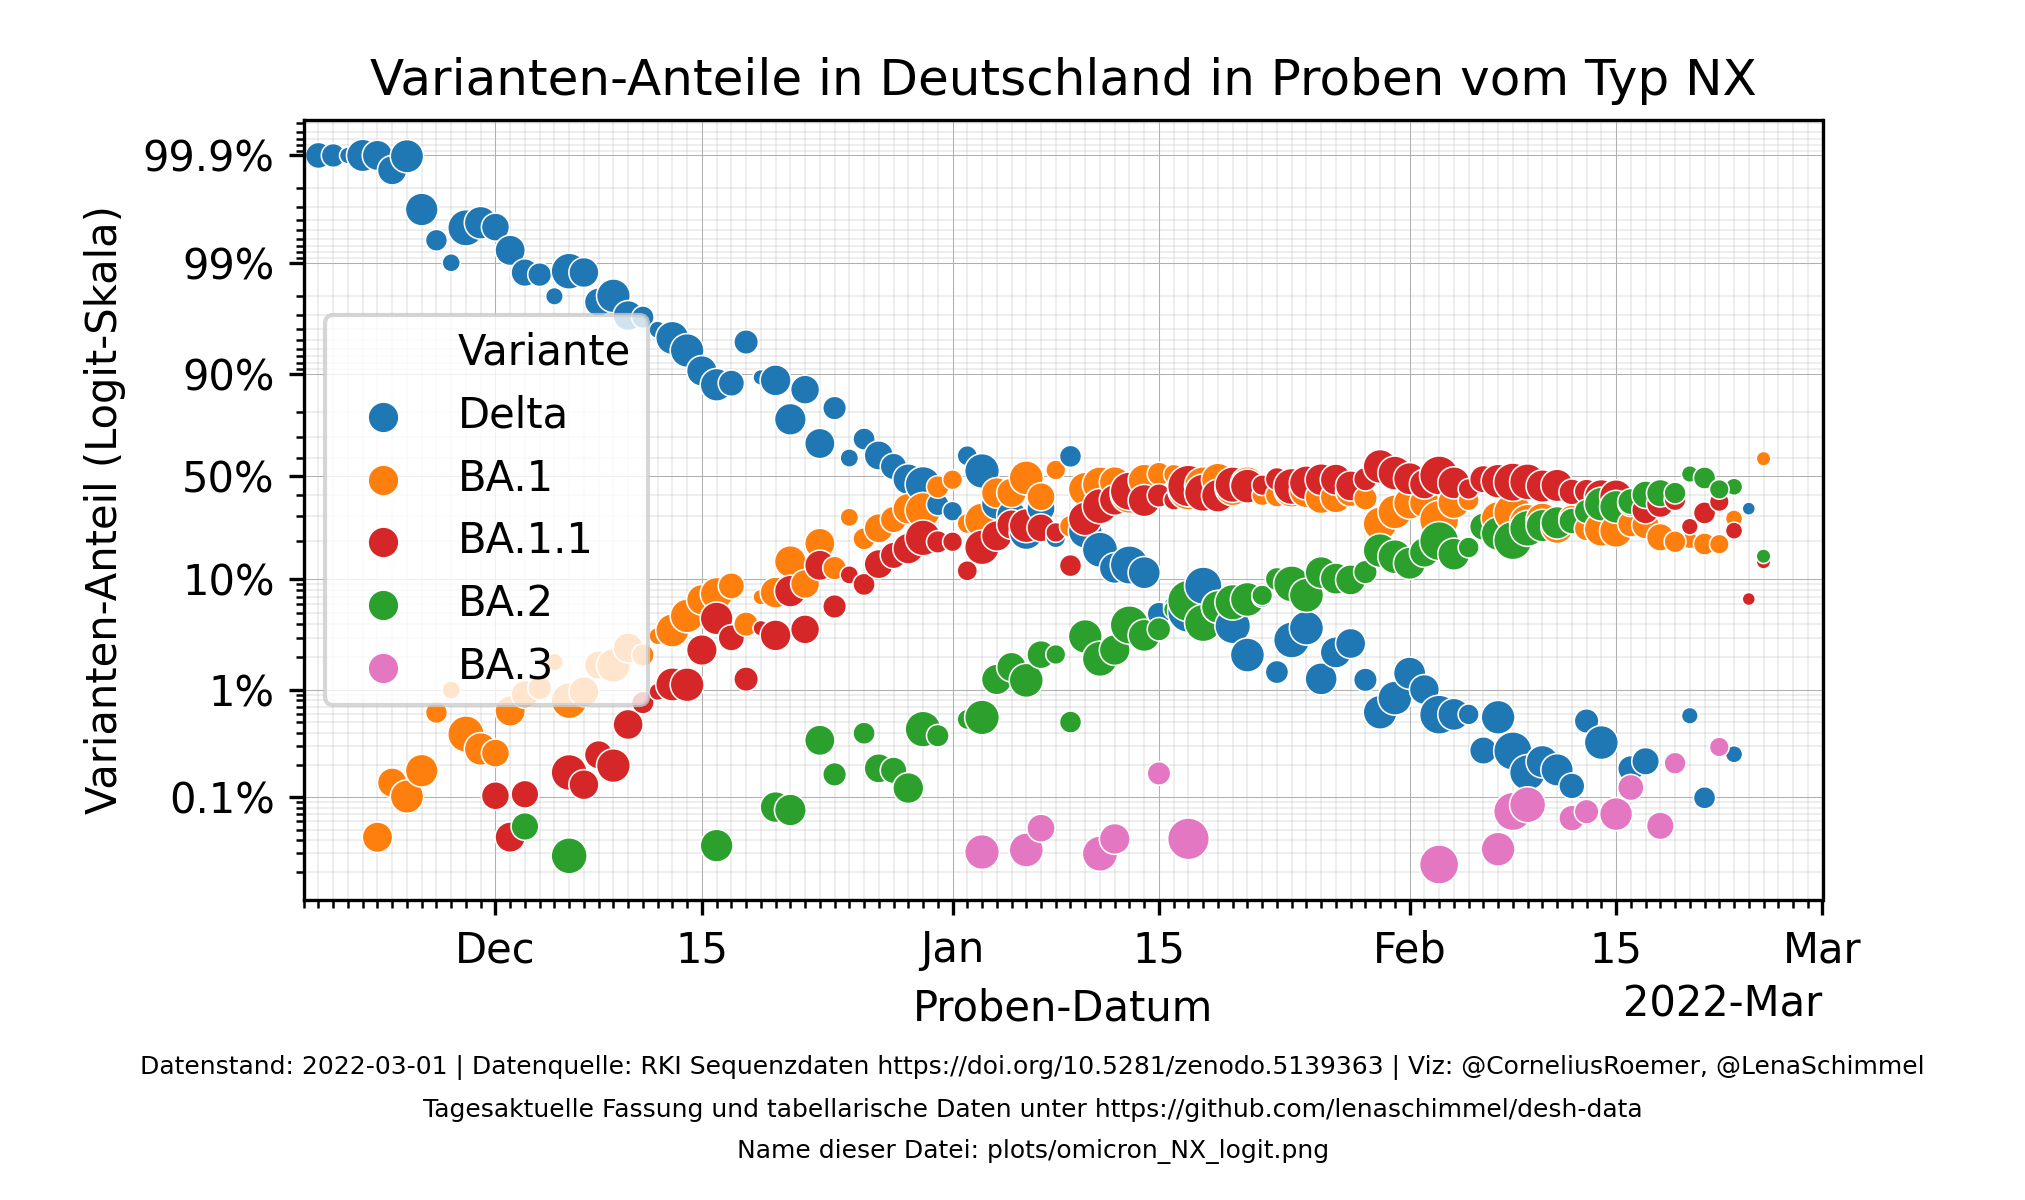 Varianten-Anteile in Deutschland in Proben vom Typ NX
Varianten-Anteil (Logit-Skala)
99.9%
99%
90%
50%
10%
1%
0.1%
Variante
Delta
BA.1
BA.1.1
BA.2
BA.3
Dec 15 Jan 15 Feb 15 Mar
Proben-Datum
2022-Mar
Datenstand: 2022-03-01 | Datenquelle: RKI Sequenzdaten https://doi.org/10.5281/zenodo.5139363 | Viz: @CorneliusRoemer, @LenaSchimmel
Tagesaktuelle Fassung und tabellarische Daten unter https://github.com/lenaschimmel/desh-data
Name dieser Datei: plots/omicron_NX_logit.png